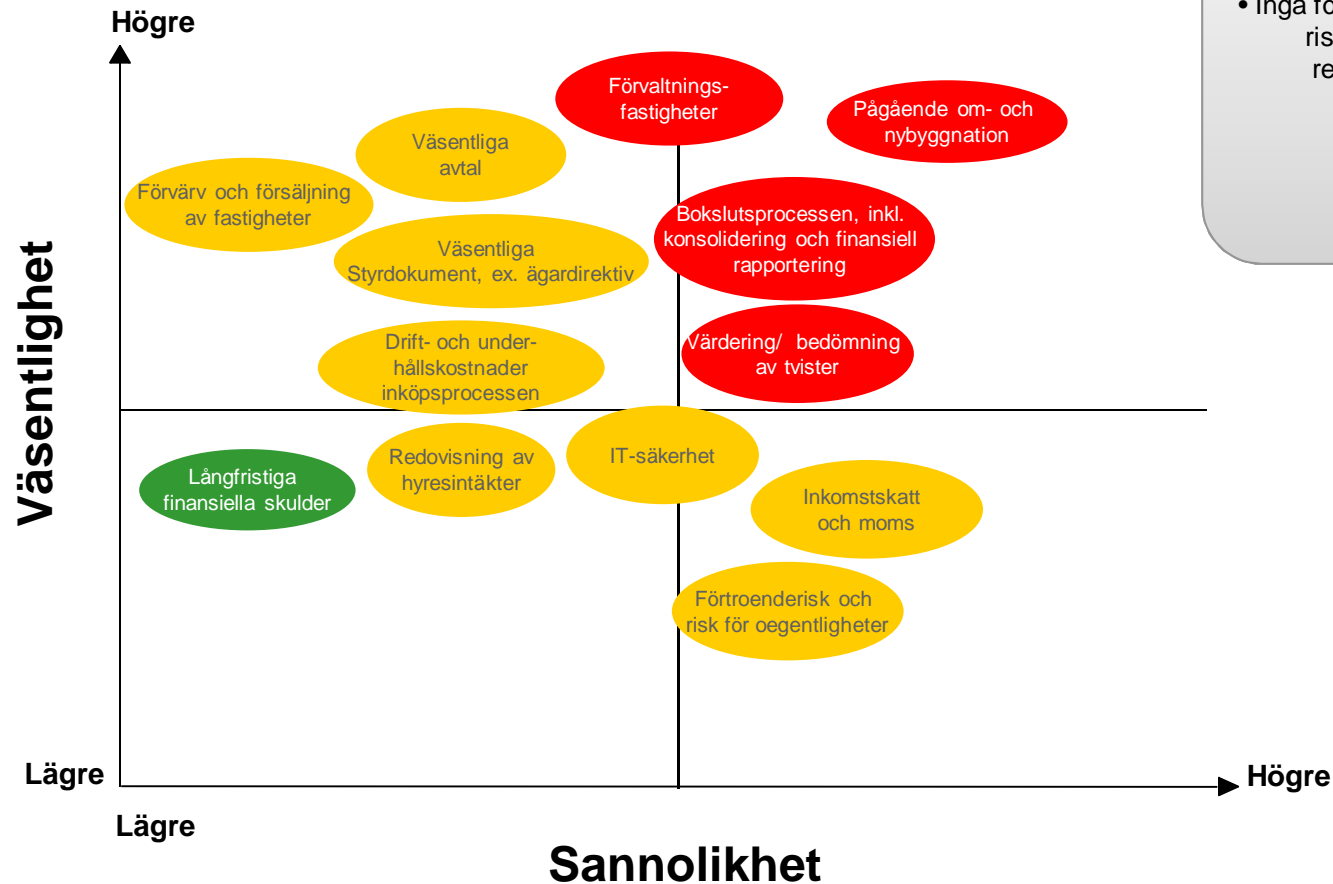 Högre
• Inga
Förvaltnings-
fastigheter
Pågående om- och
nybyggnation
Väsentliga
avtal
Förvärv och försäljning
av fastigheter
Bokslutsprocessen, inkl.
konsolidering och finansiell
rapportering
Väsentliga
Styrdokument, ex. ägardirektiv
Värdering/ bedömning
av tvister
Drift- och under-
hållskostnader
inköpsprocessen
Väsentlighet
Redovisning av
hyresintäkter
IT-säkerhet
Långfristiga
finansiella skulder
Inkomstskatt
och moms
Förtroenderisk och
risk för oegentligheter
Lägre
Högre
Lägre
Sannolikhet